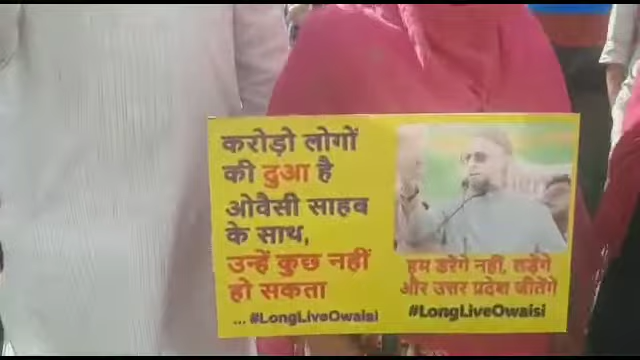 करोड़ो लोगों
की दुआ है
ओवैसी साहब
के साथ,
उन्हें कुछ नहीं
हो सकता
... #LongLiveOwaisi
हम डरेगे नहीं, लड़ेंगे
और उत्तर प्रदेश जीतेंगे
#LongLiveOwaisi